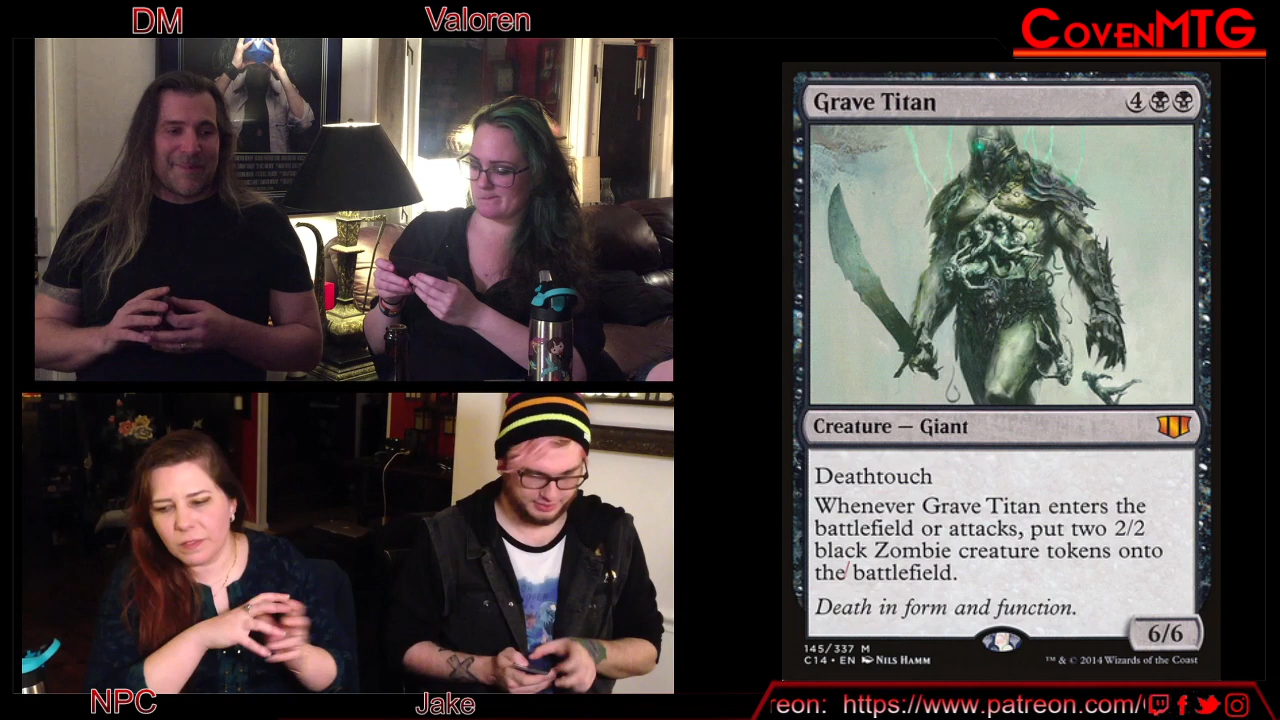 DM
Valoren
CovenMTG
Grave Titan
4
Creature — Giant
Deathtouch
Whenever Grave Titan enters the
battlefield or attacks, put two 2/2
black Zombie creature tokens onto
the battlefield.
Death in form and function.
6/6
145/337 M
C14 • EN Nils Hamm
™ & © 2014 Wizards of the Coast
NPC
Jake
reon: https://www.patreon.com/